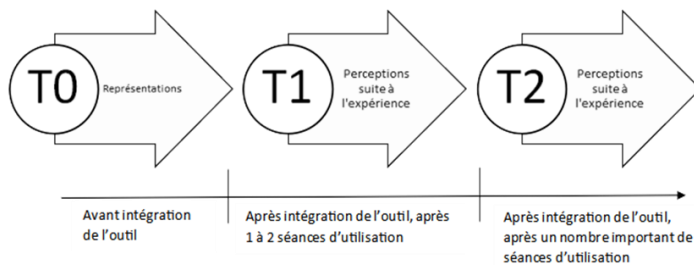 T0
Représentations
T1
Perceptions
suite à
l'expérience
T2
Perceptions
suite à
l'expérience
Avant intégration
de l'outil
Après intégration de l'outil, après
1 à 2 séances d'utilisation
Après intégration de l'outil,
après un nombre important de
séances d'utilisation